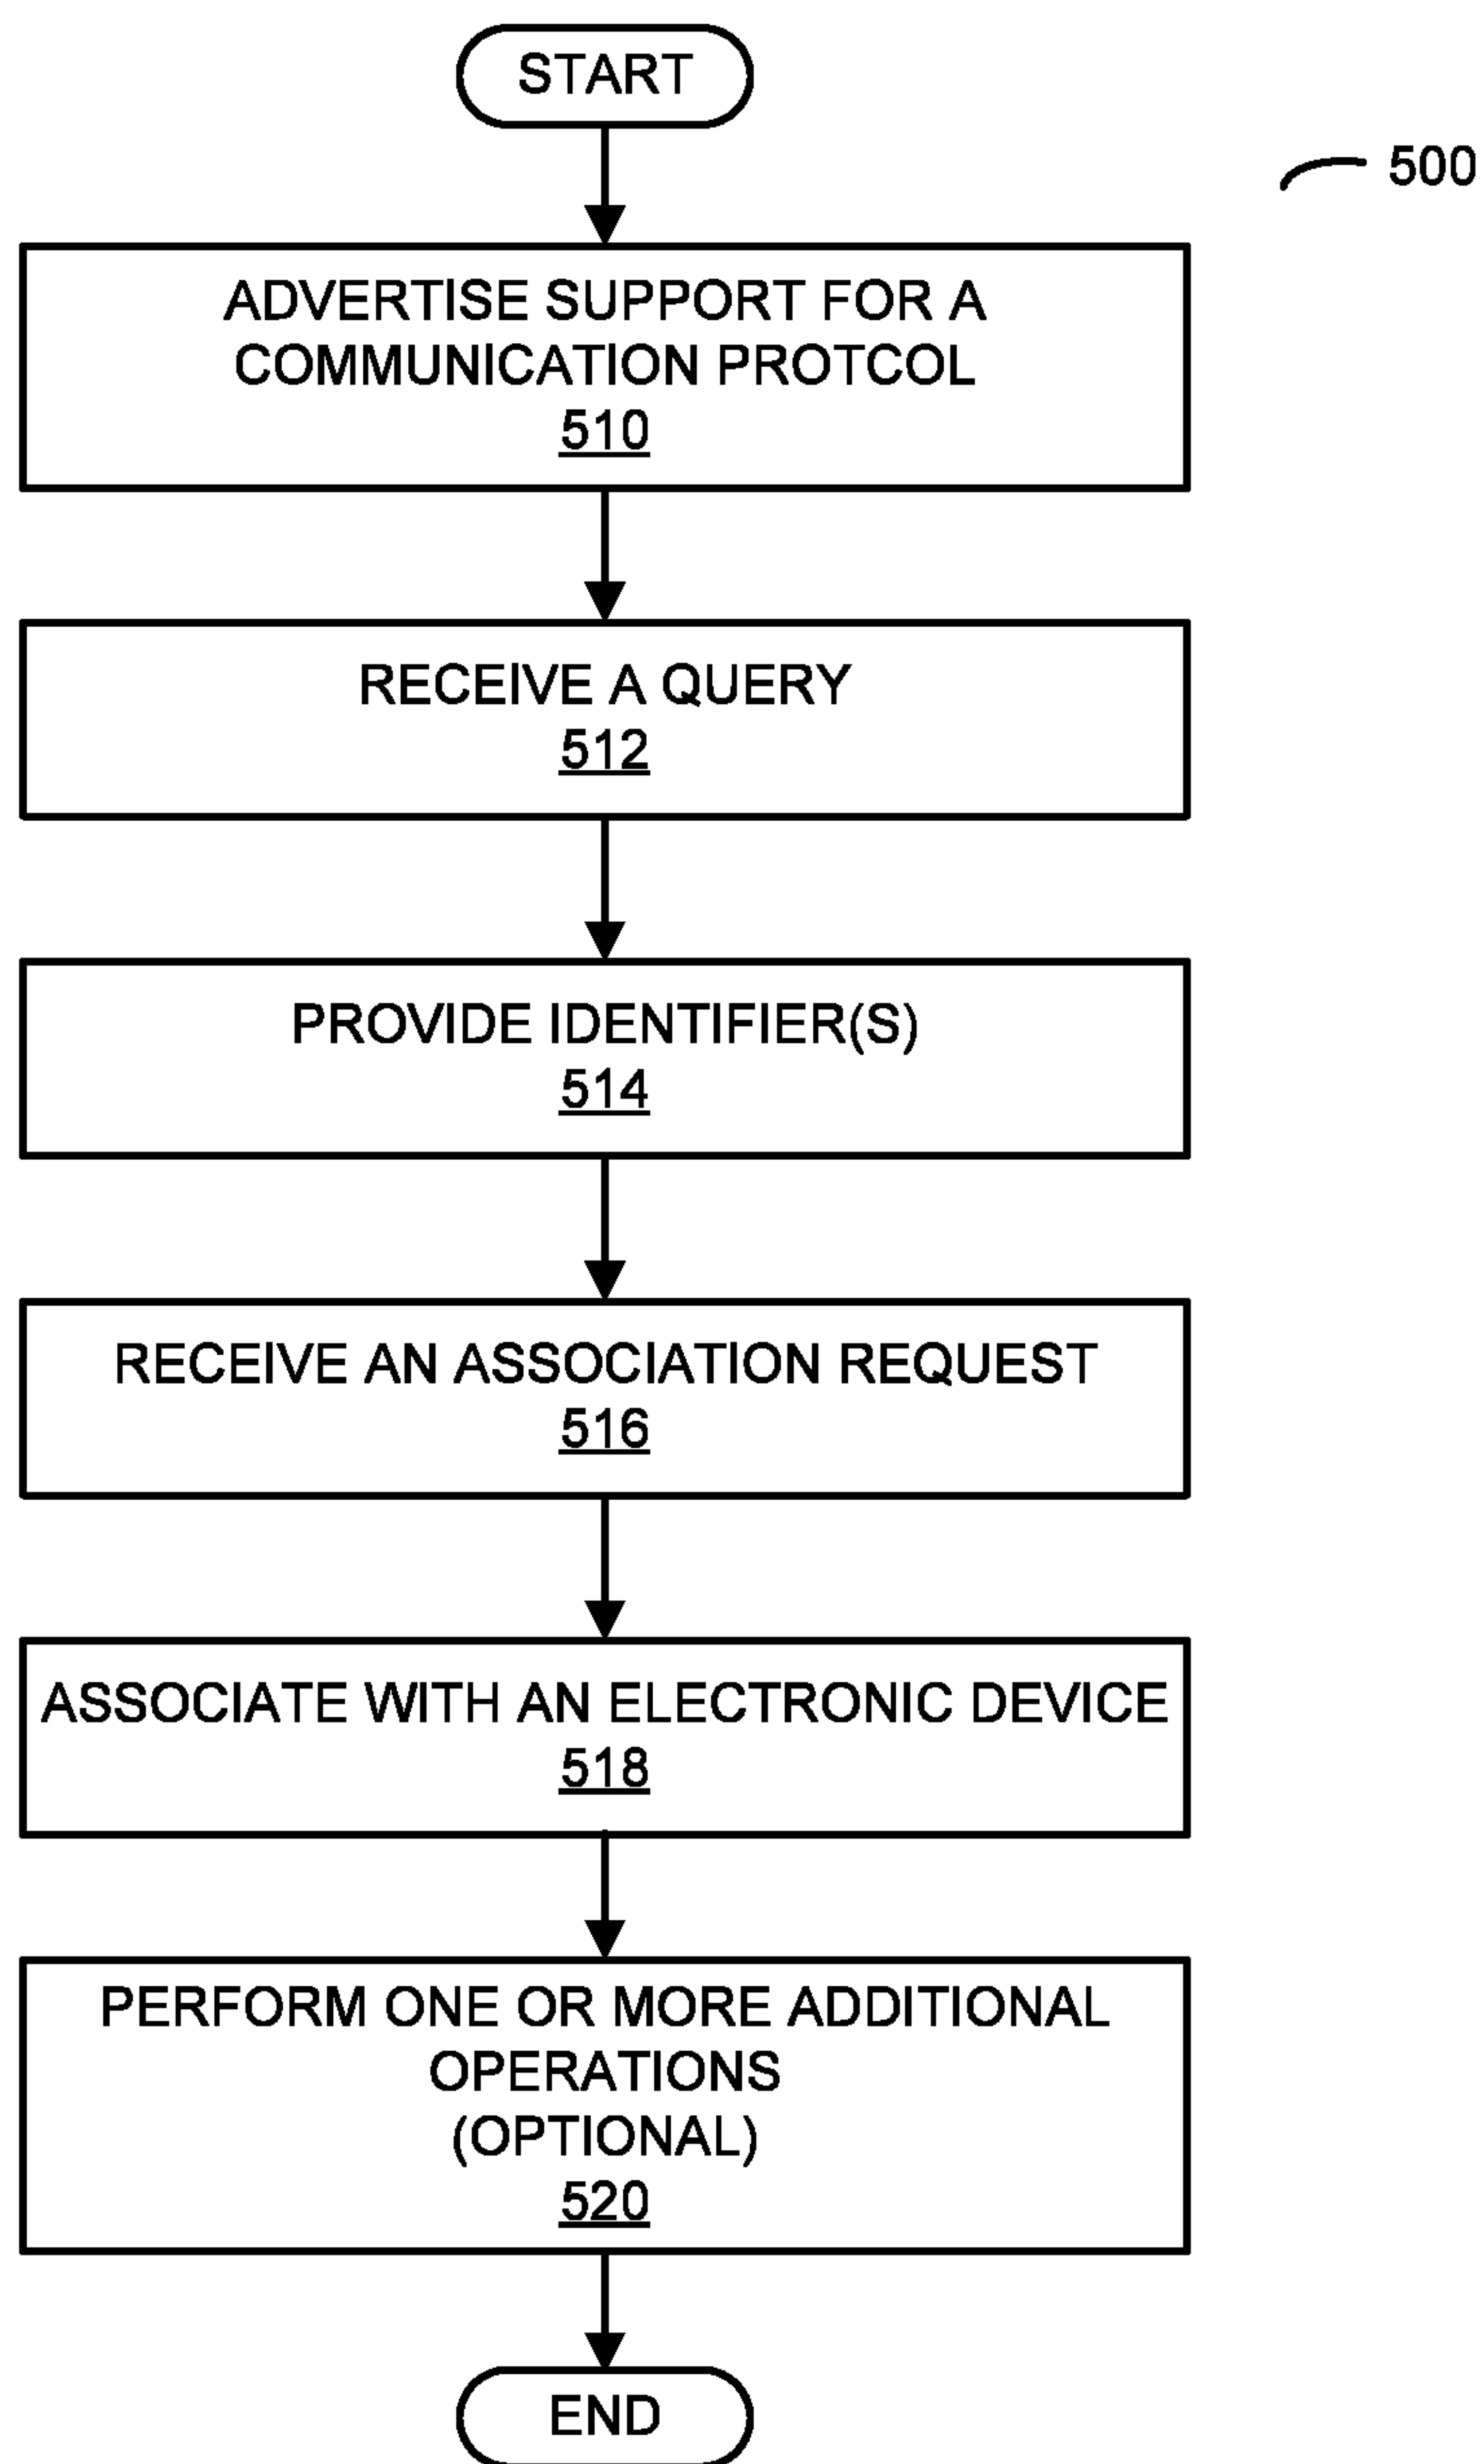 START
500
ADVERTISE SUPPORT FOR A
COMMUNICATION PROTCOL
510
RECEIVE A QUERY
512
PROVIDE IDENTIFIER(S)
514
RECEIVE AN ASSOCIATION REQUEST
516
ASSOCIATE WITH AN ELECTRONIC DEVICE
518
PERFORM ONE OR MORE ADDITIONAL
OPERATIONS
(OPTIONAL)
520
END